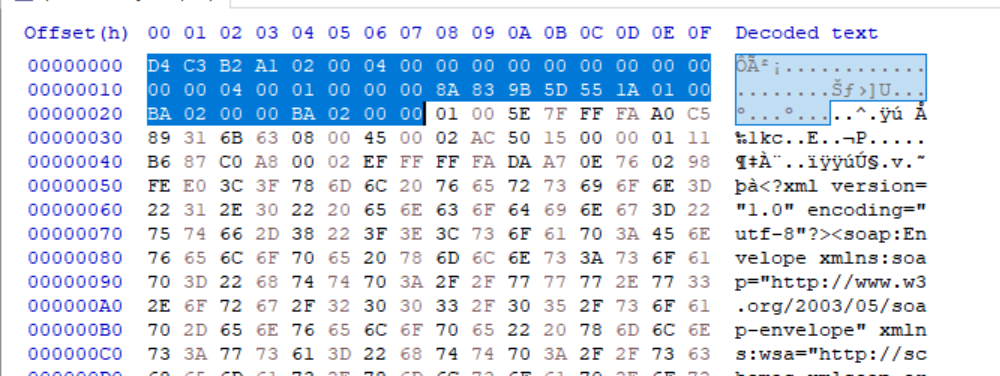 Offset(h) 00 01 02 03 04 05 06 07 08 09 0A 0B 0C 0D 0E 0F Decoded text
00000000 D4 C3 B2 A1 02 00 04 00 00 00 00 00 00 00 00 00 ÔÃ²¡............
00000010 00 00 04 00 01 00 00 00 8A 83 9B 5D 55 1A 01 00 ........Šƒ›]U...
00000020 BA 02 00 00 BA 02 00 00 01 00 5E 7F FF FA A0 C5 º...º.....^.ÿú Å
00000030 89 31 6B 63 08 00 45 00 02 AC 50 15 00 00 01 11 ‰1kc..E..¬P.....
00000040 B6 87 C0 A8 00 02 EF FF FF FA DA A7 0E 76 02 98 ¶‡À¨..ïÿÿúÚ§.v.˜
00000050 FE E0 3C 3F 78 6D 6C 20 76 65 72 73 69 6F 6E 3D þà<?xml version=
00000060 22 31 2E 30 22 20 65 6E 63 6F 64 69 6E 67 3D 22 "1.0" encoding="
00000070 75 74 66 2D 38 22 3F 3E 3C 73 6F 61 70 3A 45 6E utf-8"?><soap:En
00000080 76 65 6C 6F 70 65 20 78 6D 6C 6E 73 3A 73 6F 61 velope xmlns:soa
00000090 70 3D 22 68 74 74 70 3A 2F 2F 77 77 77 2E 77 33 p="http://www.w3
000000A0 2E 6F 72 67 2F 32 30 30 33 2F 30 35 2F 73 6F 61 .org/2003/05/soa
000000B0 70 2D 65 6E 76 65 6C 6F 70 65 22 20 78 6D 6C 6E p-envelope" xmln
000000C0 73 3A 77 73 61 3D 22 68 74 74 70 3A 2F 2F 73 63 s:wsa="http://sc